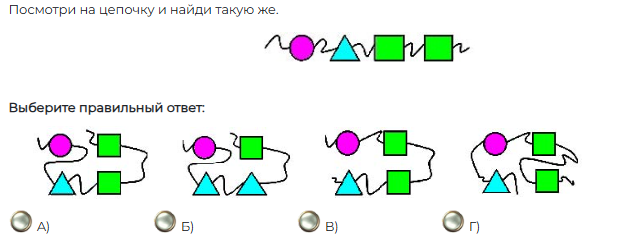 Посмотри на цепочку и найди такую же.
Выберите правильный ответ:
А) Б) В) Г)